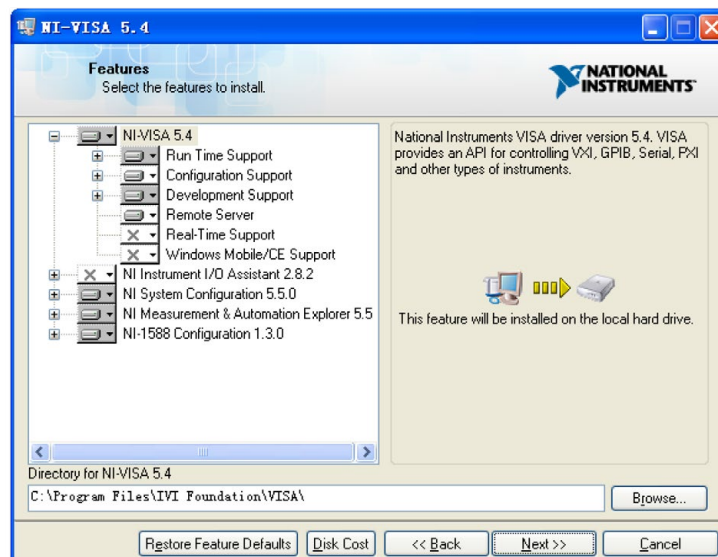 NI-VISA 5.4
Features
Select the features to install.
NATIONAL
INSTRUMENTS™
NI-VISA 5.4
Run Time Support
Configuration Support
Development Support
Remote Server
Real-Time Support
Windows Mobile/CE Support
NI Instrument I/O Assistant 2.8.2
NI System Configuration 5.5.0
NI Measurement & Automation Explorer 5.5
NI-1588 Configuration 1.3.0
National Instruments VISA driver version 5.4. VISA
provides an API for controlling VXI, GPIB, Serial, PXI
and other types of instruments.
This feature will be installed on the local hard drive.
Directory for NI-VISA 5.4
C:\Program Files\IVI Foundation\VISA\
Browse...
Restore Feature Defaults
Disk Cost
<< Back
Next >>
Cancel